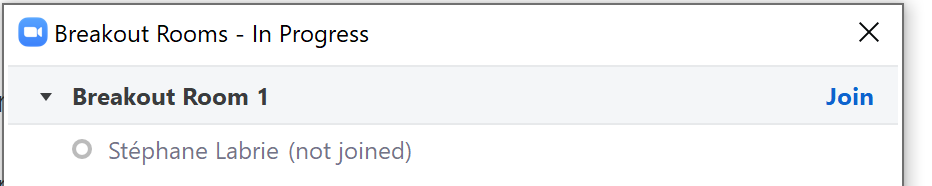 Breakout Rooms - In Progress
Breakout Room 1 Join
Stéphane Labrie (not joined)